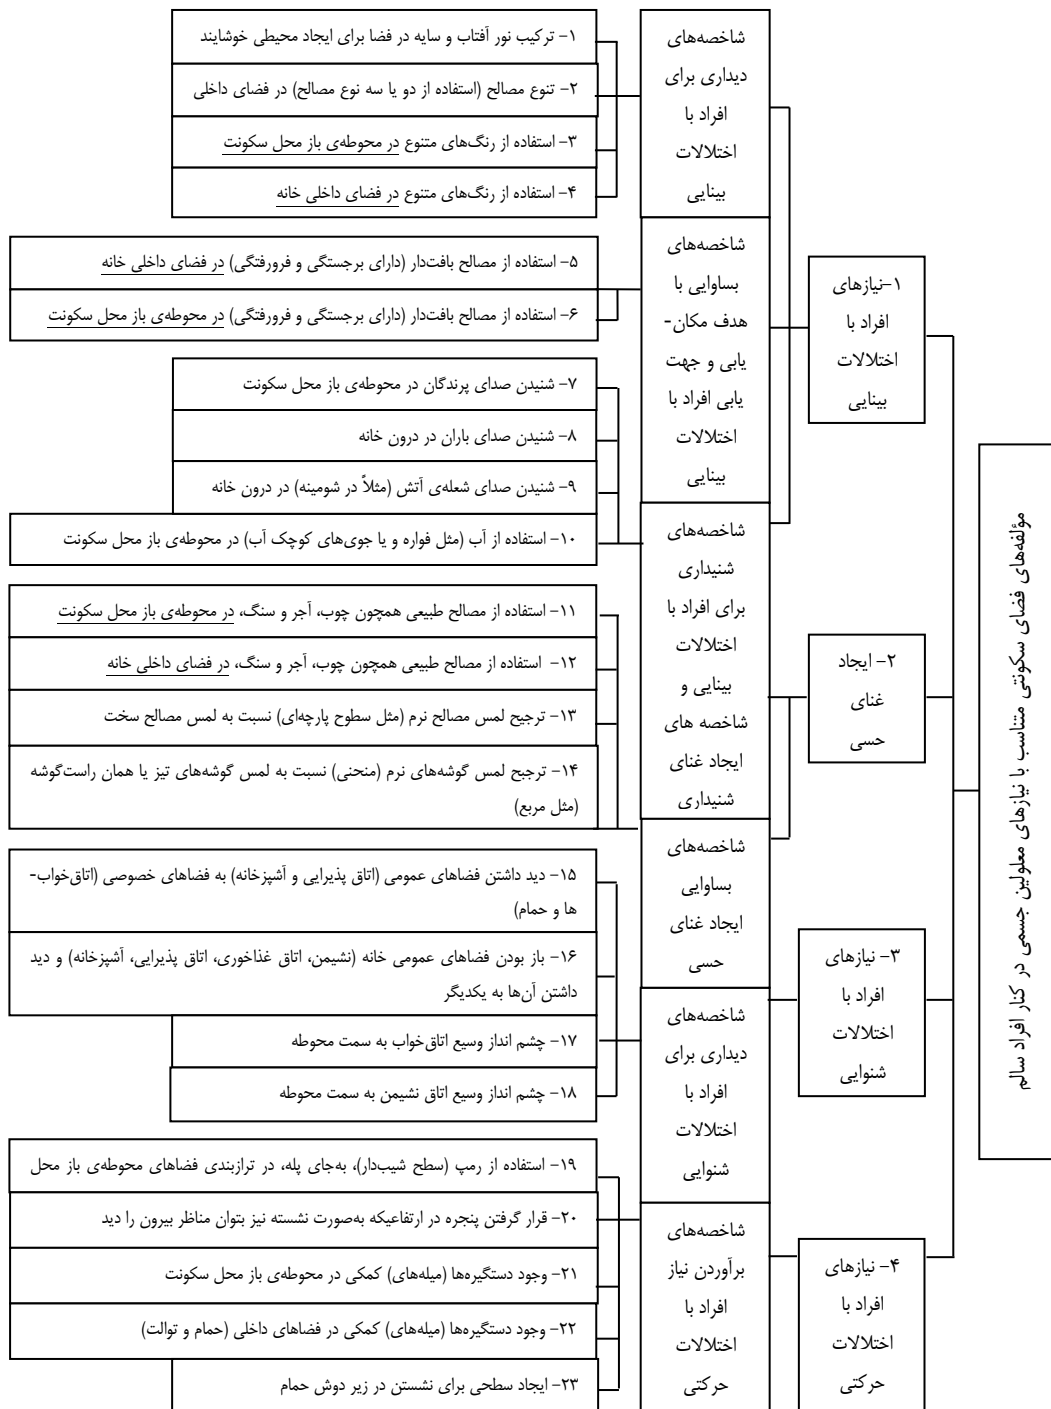 مؤلفه‌های فضای سکونتی متناسب با نیازهای معلولین جسمی در کنار افراد سالم
۱-نیازهای
افراد با
اختلالات
بینایی
۲- ایجاد
غنای
حسی
۳- نیازهای
افراد با
اختلالات
شنوایی
۴- نیازهای
افراد با
اختلالات
حرکتی
شاخصه‌های
دیداری برای
افراد با
اختلالات
بینایی
شاخصه‌های
بساوایی با
هدف مکان-
یابی و جهت
یابی افراد با
اختلالات
بینایی
شاخصه‌های
شنیداری
برای افراد با
اختلالات
بینایی و
شاخصه های
ایجاد غنای
شنیداری
شاخصه‌های
بساوایی
ایجاد غنای
حسی
شاخصه‌های
دیداری برای
افراد با
اختلالات
شنوایی
شاخصه‌های
برآوردن نیاز
افراد با
اختلالات
حرکتی
۱- ترکیب نور آفتاب و سایه در فضا برای ایجاد محیطی خوشایند
۲- تنوع مصالح (استفاده از دو یا سه نوع مصالح) در فضای داخلی
۳- استفاده از رنگ‌های متنوع در محوطه‌ی باز محل سکونت
۴- استفاده از رنگ‌های متنوع در فضای داخلی خانه
۵- استفاده از مصالح بافت‌دار (دارای برجستگی و فرورفتگی) در فضای داخلی خانه
۶- استفاده از مصالح بافت‌دار (دارای برجستگی و فرورفتگی) در محوطه‌ی باز محل سکونت
۷- شنیدن صدای پرندگان در محوطه‌ی باز محل سکونت
۸- شنیدن صدای باران در درون خانه
۹- شنیدن صدای شعله‌ی آتش (مثلاً در شومینه) در درون خانه
۱۰- استفاده از آب (مثل فواره و یا جوی‌های کوچک آب) در محوطه‌ی باز محل سکونت
۱۱- استفاده از مصالح طبیعی همچون چوب، آجر و سنگ، در محوطه‌ی باز محل سکونت
۱۲- استفاده از مصالح طبیعی همچون چوب، آجر و سنگ، در فضای داخلی خانه
۱۳- ترجیح لمس مصالح نرم (مثل سطوح پارچه‌ای) نسبت به لمس مصالح سخت
۱۴- ترجیح لمس گوشه‌های نرم (منحنی) نسبت به لمس گوشه‌های تیز یا همان راست‌گوشه
(مثل مربع)
۱۵- دید داشتن فضاهای عمومی (اتاق پذیرایی و آشپزخانه) به فضاهای خصوصی (اتاق‌خواب-
ها و حمام)
۱۶- باز بودن فضاهای عمومی خانه (نشیمن، اتاق غذاخوری، اتاق پذیرایی، آشپزخانه) و دید
داشتن آن‌ها به یکدیگر
۱۷- چشم انداز وسیع اتاق‌خواب به سمت محوطه
۱۸- چشم انداز وسیع اتاق نشیمن به سمت محوطه
۱۹- استفاده از رمپ (سطح شیب‌دار)، به‌جای پله، در ترازبندی فضاهای محوطه‌ی باز محل
۲۰- قرار گرفتن پنجره در ارتفاعیکه به‌صورت نشسته نیز بتوان مناظر بیرون را دید
۲۱- وجود دستگیره‌ها (میله‌های) کمکی در محوطه‌ی باز محل سکونت
۲۲- وجود دستگیره‌ها (میله‌های) کمکی در فضاهای داخلی (حمام و توالت)
۲۳- ایجاد سطحی برای نشستن در زیر دوش حمام